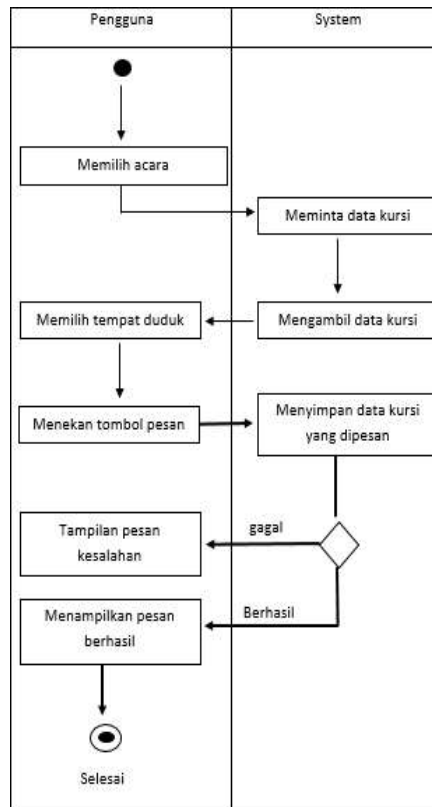 Pengguna
System
Memilih acara
Meminta data kursi
Memilih tempat duduk
Mengambil data kursi
Menekan tombol pesan
Menyimpan data kursi
yang dipesan
Tampilan pesan
kesalahan
gagal
Menampilkan pesan
berhasil
Berhasil
Selesai